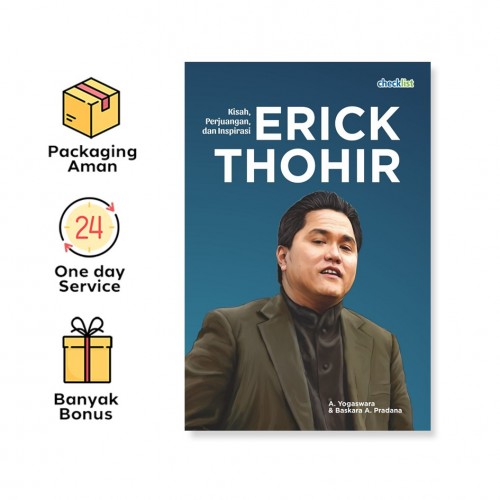 Packaging
Aman
24
One day
Service
Banyak
Bonus
checklist
Kisah,
Perjuangan,
dan Inspirasi
ERICK
THOHIR
A. Yogaswara
& Baskara A. Pradana